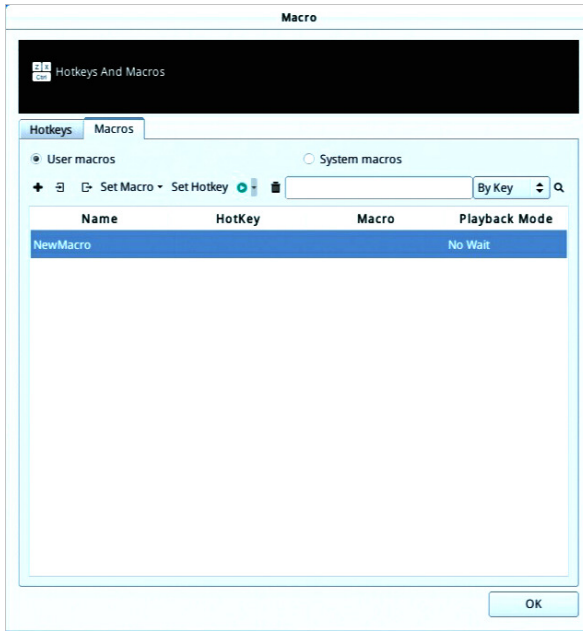 Macro
Z X
Ctrl
Hotkeys And Macros
Hotkeys Macros
User macros System macros
Set Macro Set Hotkey By Key
Name HotKey Macro Playback Mode
NewMacro No Wait
OK